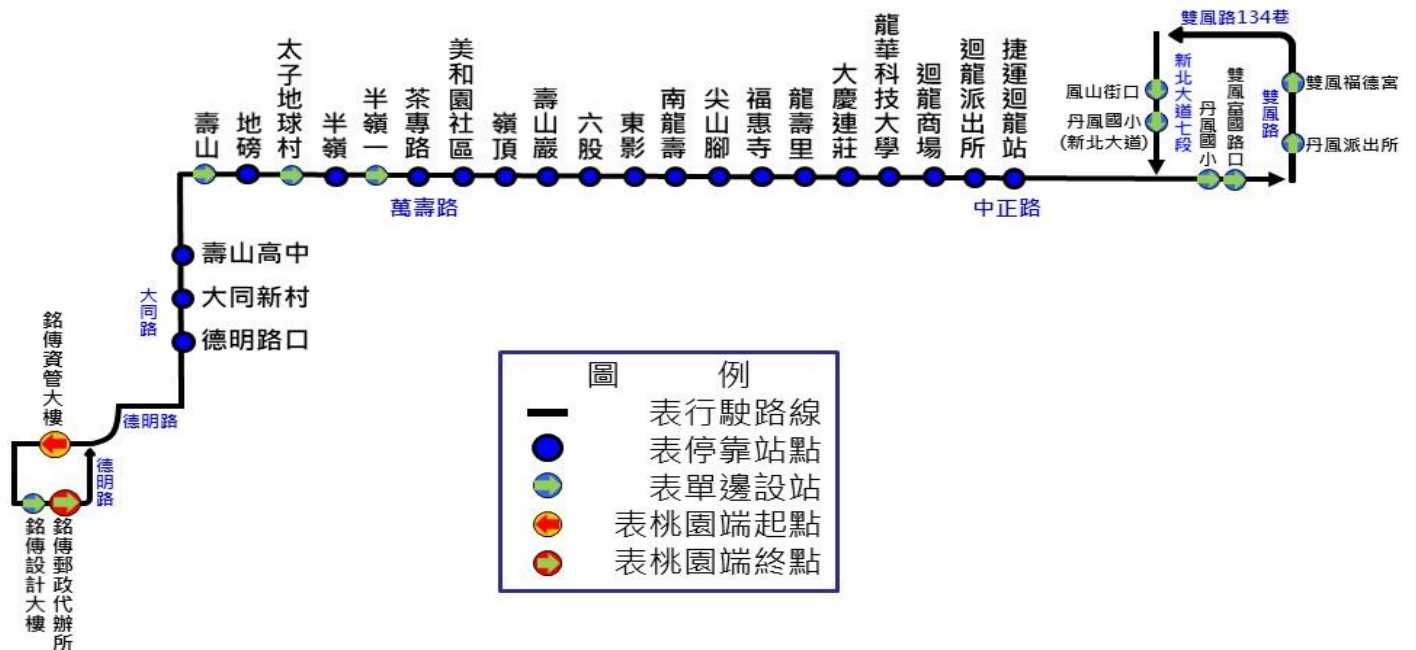 雙鳳路134巷
新北大道七段
雙鳳路
鳳山街口
丹鳳國小
(新北大道)
丹鳳國小
雙鳳富國路口
雙鳳福德宮
丹鳳派出所
壽山
地磅
太子地球村
半嶺
半嶺一
茶專路
美和園社區
嶺頂
壽山巖
六股
東影
南龍壽
尖山腳
福惠寺
龍壽里
大慶連莊
龍華科技大學
迴龍商場
迴龍派出所
捷運迴龍站
萬壽路
中正路
壽山高中
大同新村
德明路口
大同路
德明路
銘傳資管大樓
德明路
銘傳設計大樓
銘傳郵政代辦所
圖 例
表行駛路線
表停靠站點
表單邊設站
表桃園端起點
表桃園端終點